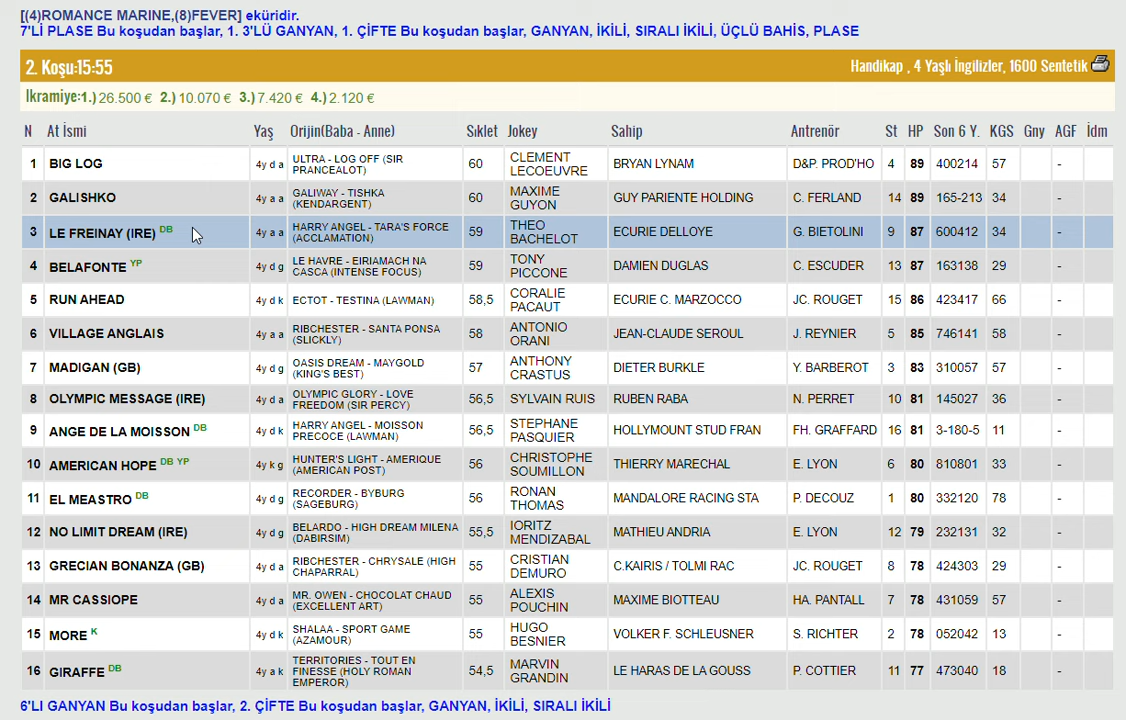 [(4)ROMANCE MARINE,(8)FEVER] eküridir.
7'Lİ PLASE Bu koşudan başlar, 1. 3'LÜ GANYAN, 1. ÇİFTE Bu koşudan başlar, GANYAN, İKİLİ, SIRALI İKİLİ, ÜÇLÜ BAHİS, PLASE
2. Koşu:15:55 Handikap , 4 Yaşlı İngilizler, 1600 Sentetik
Ikramiye:1.) 26.500 € 2.) 10.070 € 3.) 7.420 € 4.) 2.120 €
N At İsmi Yaş Orijin(Baba - Anne) Sıklet Jokey Sahip Antrenör St HP Son 6 Y. KGS Gny AGF İdm
1 BIG LOG 4y d a ULTRA - LOG OFF (SIR PRANCEALOT) 60 CLEMENT LECOEUVRE BRYAN LYNAM D&P. PROD'HO 4 89 400214 57 -
2 GALISHKO 4y a a GALIWAY - TISHKA (KENDARGENT) 60 MAXIME GUYON GUY PARIENTE HOLDING C. FERLAND 14 89 165-213 34 -
3 LE FREINAY (IRE) DB 4y a a HARRY ANGEL - TARA'S FORCE (ACCLAMATION) 59 THEO BACHELOT ECURIE DELLOYE G. BIETOLINI 9 87 600412 34 -
4 BELAFONTE YP 4y d g LE HAVRE - EIRIAMACH NA CASCA (INTENSE FOCUS) 59 TONY PICCONE DAMIEN DUGLAS C. ESCUDER 13 87 163138 29 -
5 RUN AHEAD 4y d k ECTOT - TESTINA (LAWMAN) 58,5 CORALIE PACAUT ECURIE C. MARZOCCO JC. ROUGET 15 86 423417 66 -
6 VILLAGE ANGLAIS 4y a a RIBCHESTER - SANTA PONSA (SLICKLY) 58 ANTONIO ORANI JEAN-CLAUDE SEROUL J. REYNIER 5 85 746141 58 -
7 MADIGAN (GB) 4y d g OASIS DREAM - MAYGOLD (KING'S BEST) 57 ANTHONY CRASTUS DIETER BURKLE Y. BARBEROT 3 83 310057 57 -
8 OLYMPIC MESSAGE (IRE) 4y d a OLYMPIC GLORY - LOVE FREEDOM (SIR PERCY) 56,5 SYLVAIN RUIS RUBEN RABA N. PERRET 10 81 145027 36 -
9 ANGE DE LA MOISSON DB 4y d k HARRY ANGEL - MOISSON PRECOCE (LAWMAN) 56,5 STEPHANE PASQUIER HOLLYMOUNT STUD FRAN FH. GRAFFARD 16 81 3-180-5 11 -
10 AMERICAN HOPE DB YP 4y k g HUNTER'S LIGHT - AMERIQUE (AMERICAN POST) 56 CHRISTOPHE SOUMILLON THIERRY MARECHAL E. LYON 6 80 810801 33 -
11 EL MEASTRO DB 4y d g RECORDER - BYBURG (SAGEBURG) 56 RONAN THOMAS MANDALORE RACING STA P. DECOUZ 1 80 332120 78 -
12 NO LIMIT DREAM (IRE) 4y d g BELARDO - HIGH DREAM MILENA (DABIRSIM) 55,5 IORITZ MENDIZABAL MATHIEU ANDRIA E. LYON 12 79 232131 32 -
13 GRECIAN BONANZA (GB) 4y d a RIBCHESTER - CHRYSALE (HIGH CHAPARRAL) 55 CRISTIAN DEMURO C.KAIRIS / TOLMI RAC JC. ROUGET 8 78 424303 29 -
14 MR CASSIOPE 4y d a MR. OWEN - CHOCOLAT CHAUD (EXCELLENT ART) 55 ALEXIS POUCHIN MAXIME BIOTTEAU HA. PANTALL 7 78 431059 57 -
15 MORE K 4y d k SHALAA - SPORT GAME (AZAMOUR) 55 HUGO BESNIER VOLKER F. SCHLEUSNER S. RICHTER 2 78 052042 13 -
16 GIRAFFE DB 4y a k TERRITORIES - TOUT EN FINESSE (HOLY ROMAN EMPEROR) 54,5 MARVIN GRANDIN LE HARAS DE LA GOUSS P. COTTIER 11 77 473040 18 -
6'LI GANYAN Bu koşudan başlar, 2. ÇİFTE Bu koşudan başlar, GANYAN, İKİLİ, SIRALI İKİLİ